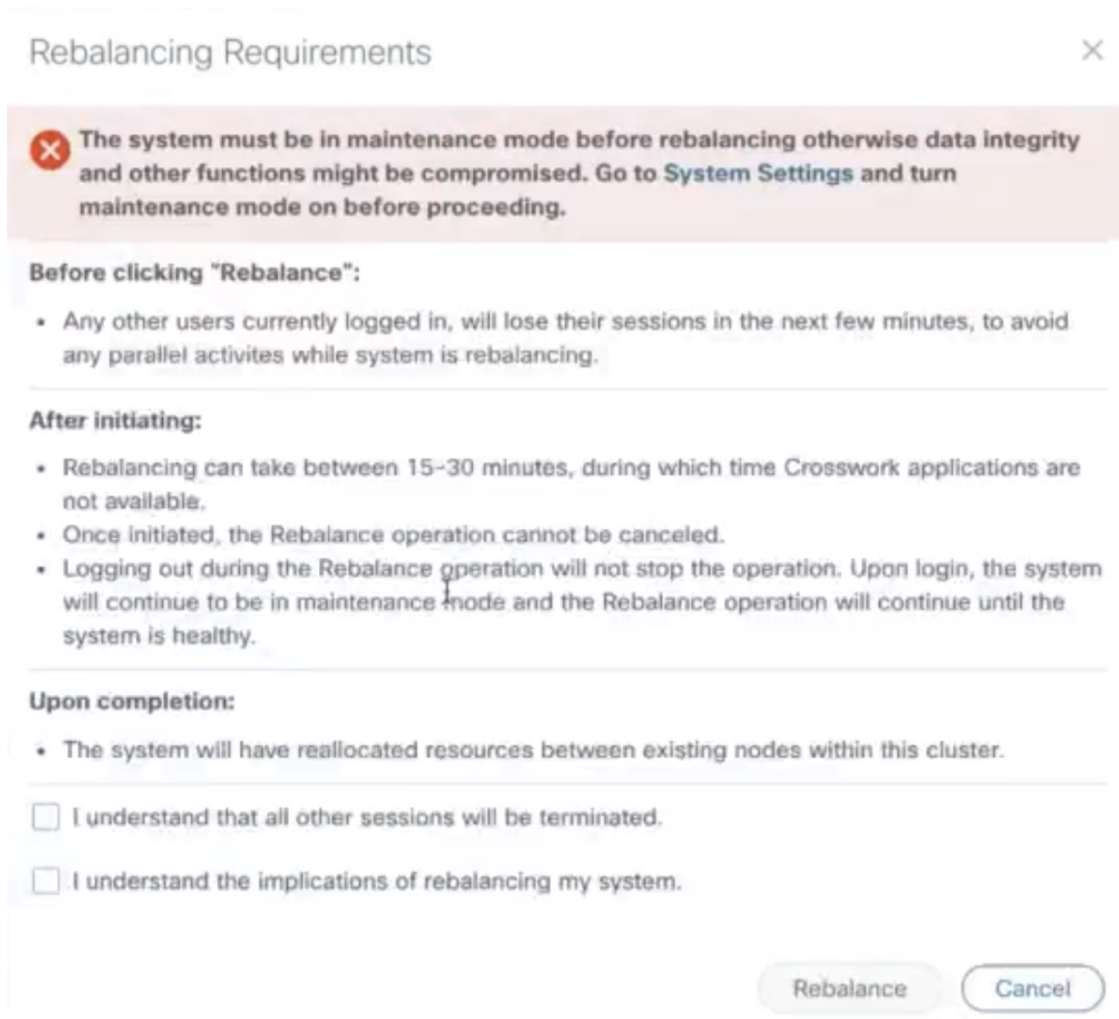 Rebalancing Requirements
The system must be in maintenance mode before rebalancing otherwise data integrity
and other functions might be compromised. Go to System Settings and turn
maintenance mode on before proceeding.
Before clicking "Rebalance":
• Any other users currently logged in, will lose their sessions in the next few minutes, to avoid
any parallel activites while system is rebalancing.
After initiating:
• Rebalancing can take between 15-30 minutes, during which time Crosswork applications are
not available.
• Once initiated, the Rebalance operation cannot be canceled.
• Logging out during the Rebalance operation will not stop the operation. Upon login, the system
will continue to be in maintenance mode and the Rebalance operation will continue until the
system is healthy.
Upon completion:
• The system will have reallocated resources between existing nodes within this cluster.
I understand that all other sessions will be terminated.
I understand the implications of rebalancing my system.
Rebalance Cancel